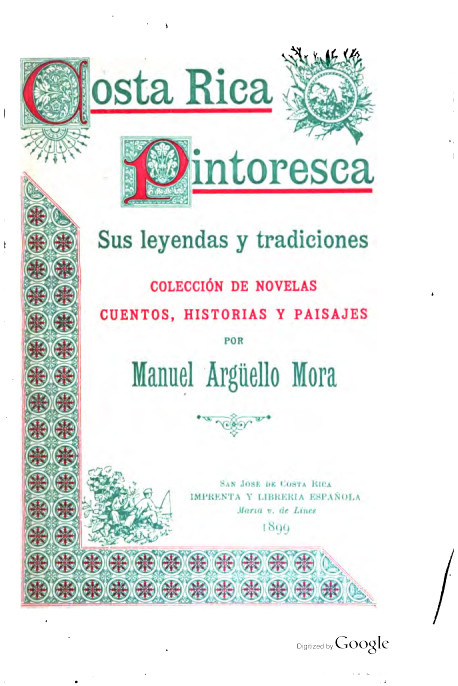 Costa Rica
Pintoresca
Sus leyendas y tradiciones
COLECCIÓN DE NOVELAS
CUENTOS, HISTORIAS Y PAISAJES
POR
Manuel Argüello Mora
SAN JOSÉ DE COSTA RICA
IMPRENTA Y LIBRERÍA ESPAÑOLA
María v. de Lines
1899
Digitized by Google